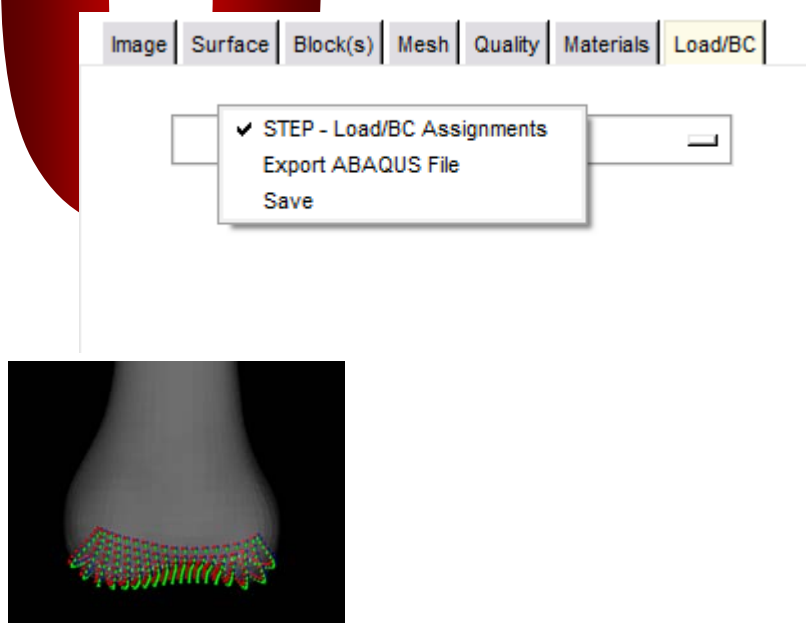 Image Surface Block(s) Mesh Quality Materials Load/BC
STEP - Load/BC Assignments
Export ABAQUS File
Save